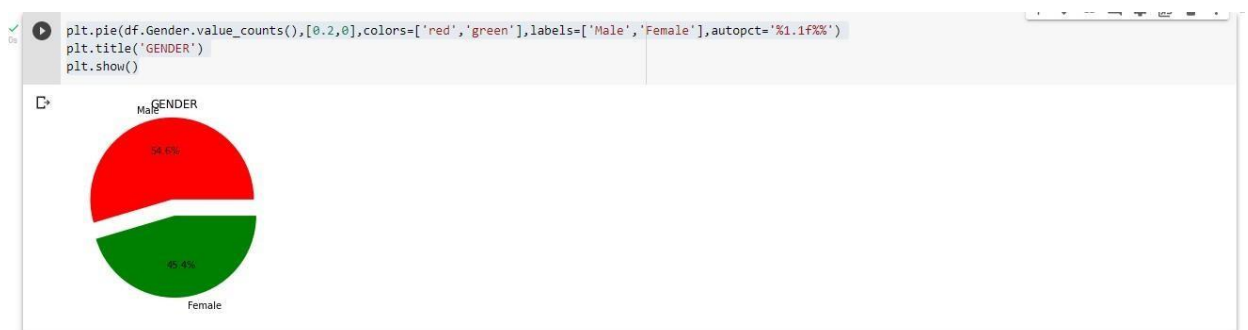 plt.pie(df.Gender.value_counts(),[0.2,0],colors=['red','green'],labels=['Male','Female'],autopct='%1.1f%%')
plt.title('GENDER')
plt.show()
0s
GENDER
Male
54.6%
45.4%
Female